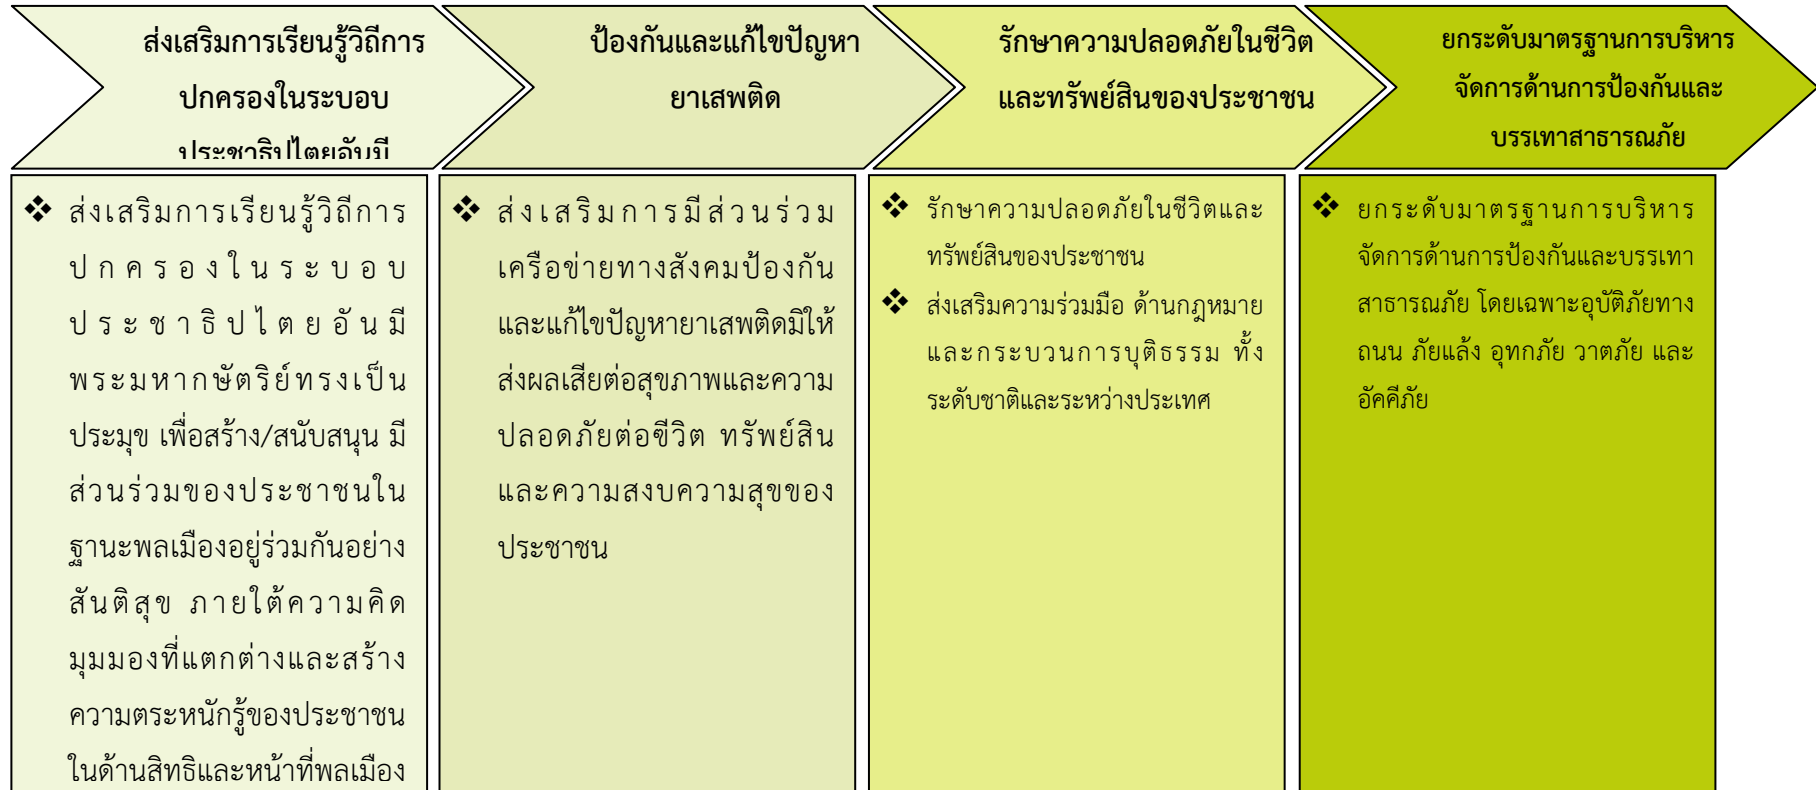 ส่งเสริมการเรียนรู้วิถีการ
ปกครองในระบอบ
ประชาธิปไตยอันมี
ป้องกันและแก้ไขปัญหา
ยาเสพติด
รักษาความปลอดภัยในชีวิต
และทรัพย์สินของประชาชน
ยกระดับมาตรฐานการบริหาร
จัดการด้านการป้องกันและ
บรรเทาสาธารณภัย
❖ ส่งเสริมการเรียนรู้วิถีการ
ปกครองในระบอบ
ประชาธิปไตยอันมี
พระมหากษัตริย์ทรงเป็น
ประมุข เพื่อสร้าง/สนับสนุน มี
ส่วนร่วมของประชาชนใน
ฐานะพลเมืองอยู่ร่วมกันอย่าง
สันติสุข ภายใต้ความคิด
มุมมองที่แตกต่างและสร้าง
ความตระหนักรู้ของประชาชน
ในด้านสิทธิและหน้าที่พลเมือง
❖ ส่งเสริมการมีส่วนร่วม
เครือข่ายทางสังคมป้องกัน
และแก้ไขปัญหายาเสพติดมิให้
ส่งผลเสียต่อสุขภาพและความ
ปลอดภัยต่อชีวิต ทรัพย์สิน
และความสงบความสุขของ
ประชาชน
❖ รักษาความปลอดภัยในชีวิตและ
ทรัพย์สินของประชาชน
❖ ส่งเสริมความร่วมมือ ด้านกฎหมาย
และกระบวนการบุติธรรม ทั้ง
ระดับชาติและระหว่างประเทศ
❖ ยกระดับมาตรฐานการบริหาร
จัดการด้านการป้องกันและบรรเทา
สาธารณภัย โดยเฉพาะอุบัติภัยทาง
ถนน ภัยแล้ง อุทกภัย วาตภัย และ
อัคคีภัย